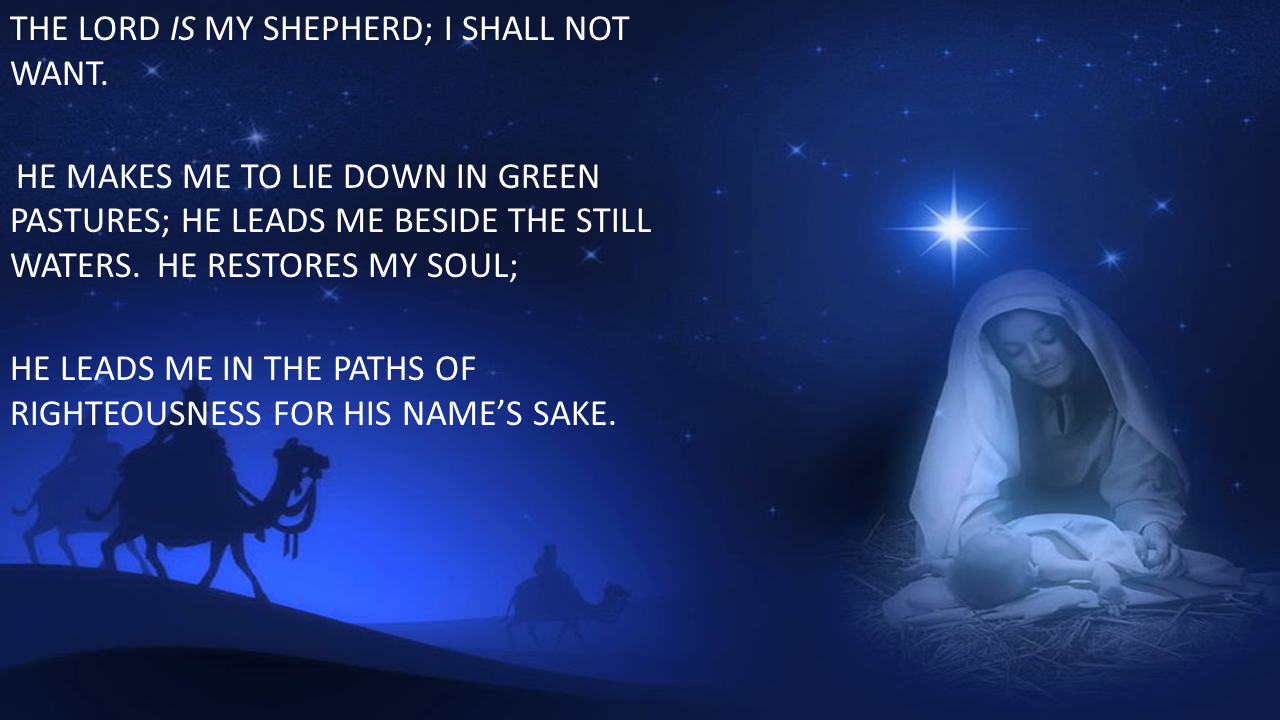 THE LORD IS MY SHEPHERD; I SHALL NOT
WANT.
HE MAKES ME TO LIE DOWN IN GREEN
PASTURES; HE LEADS ME BESIDE THE STILL
WATERS.  HE RESTORES MY SOUL;
HE LEADS ME IN THE PATHS OF
RIGHTEOUSNESS FOR HIS NAME’S SAKE.